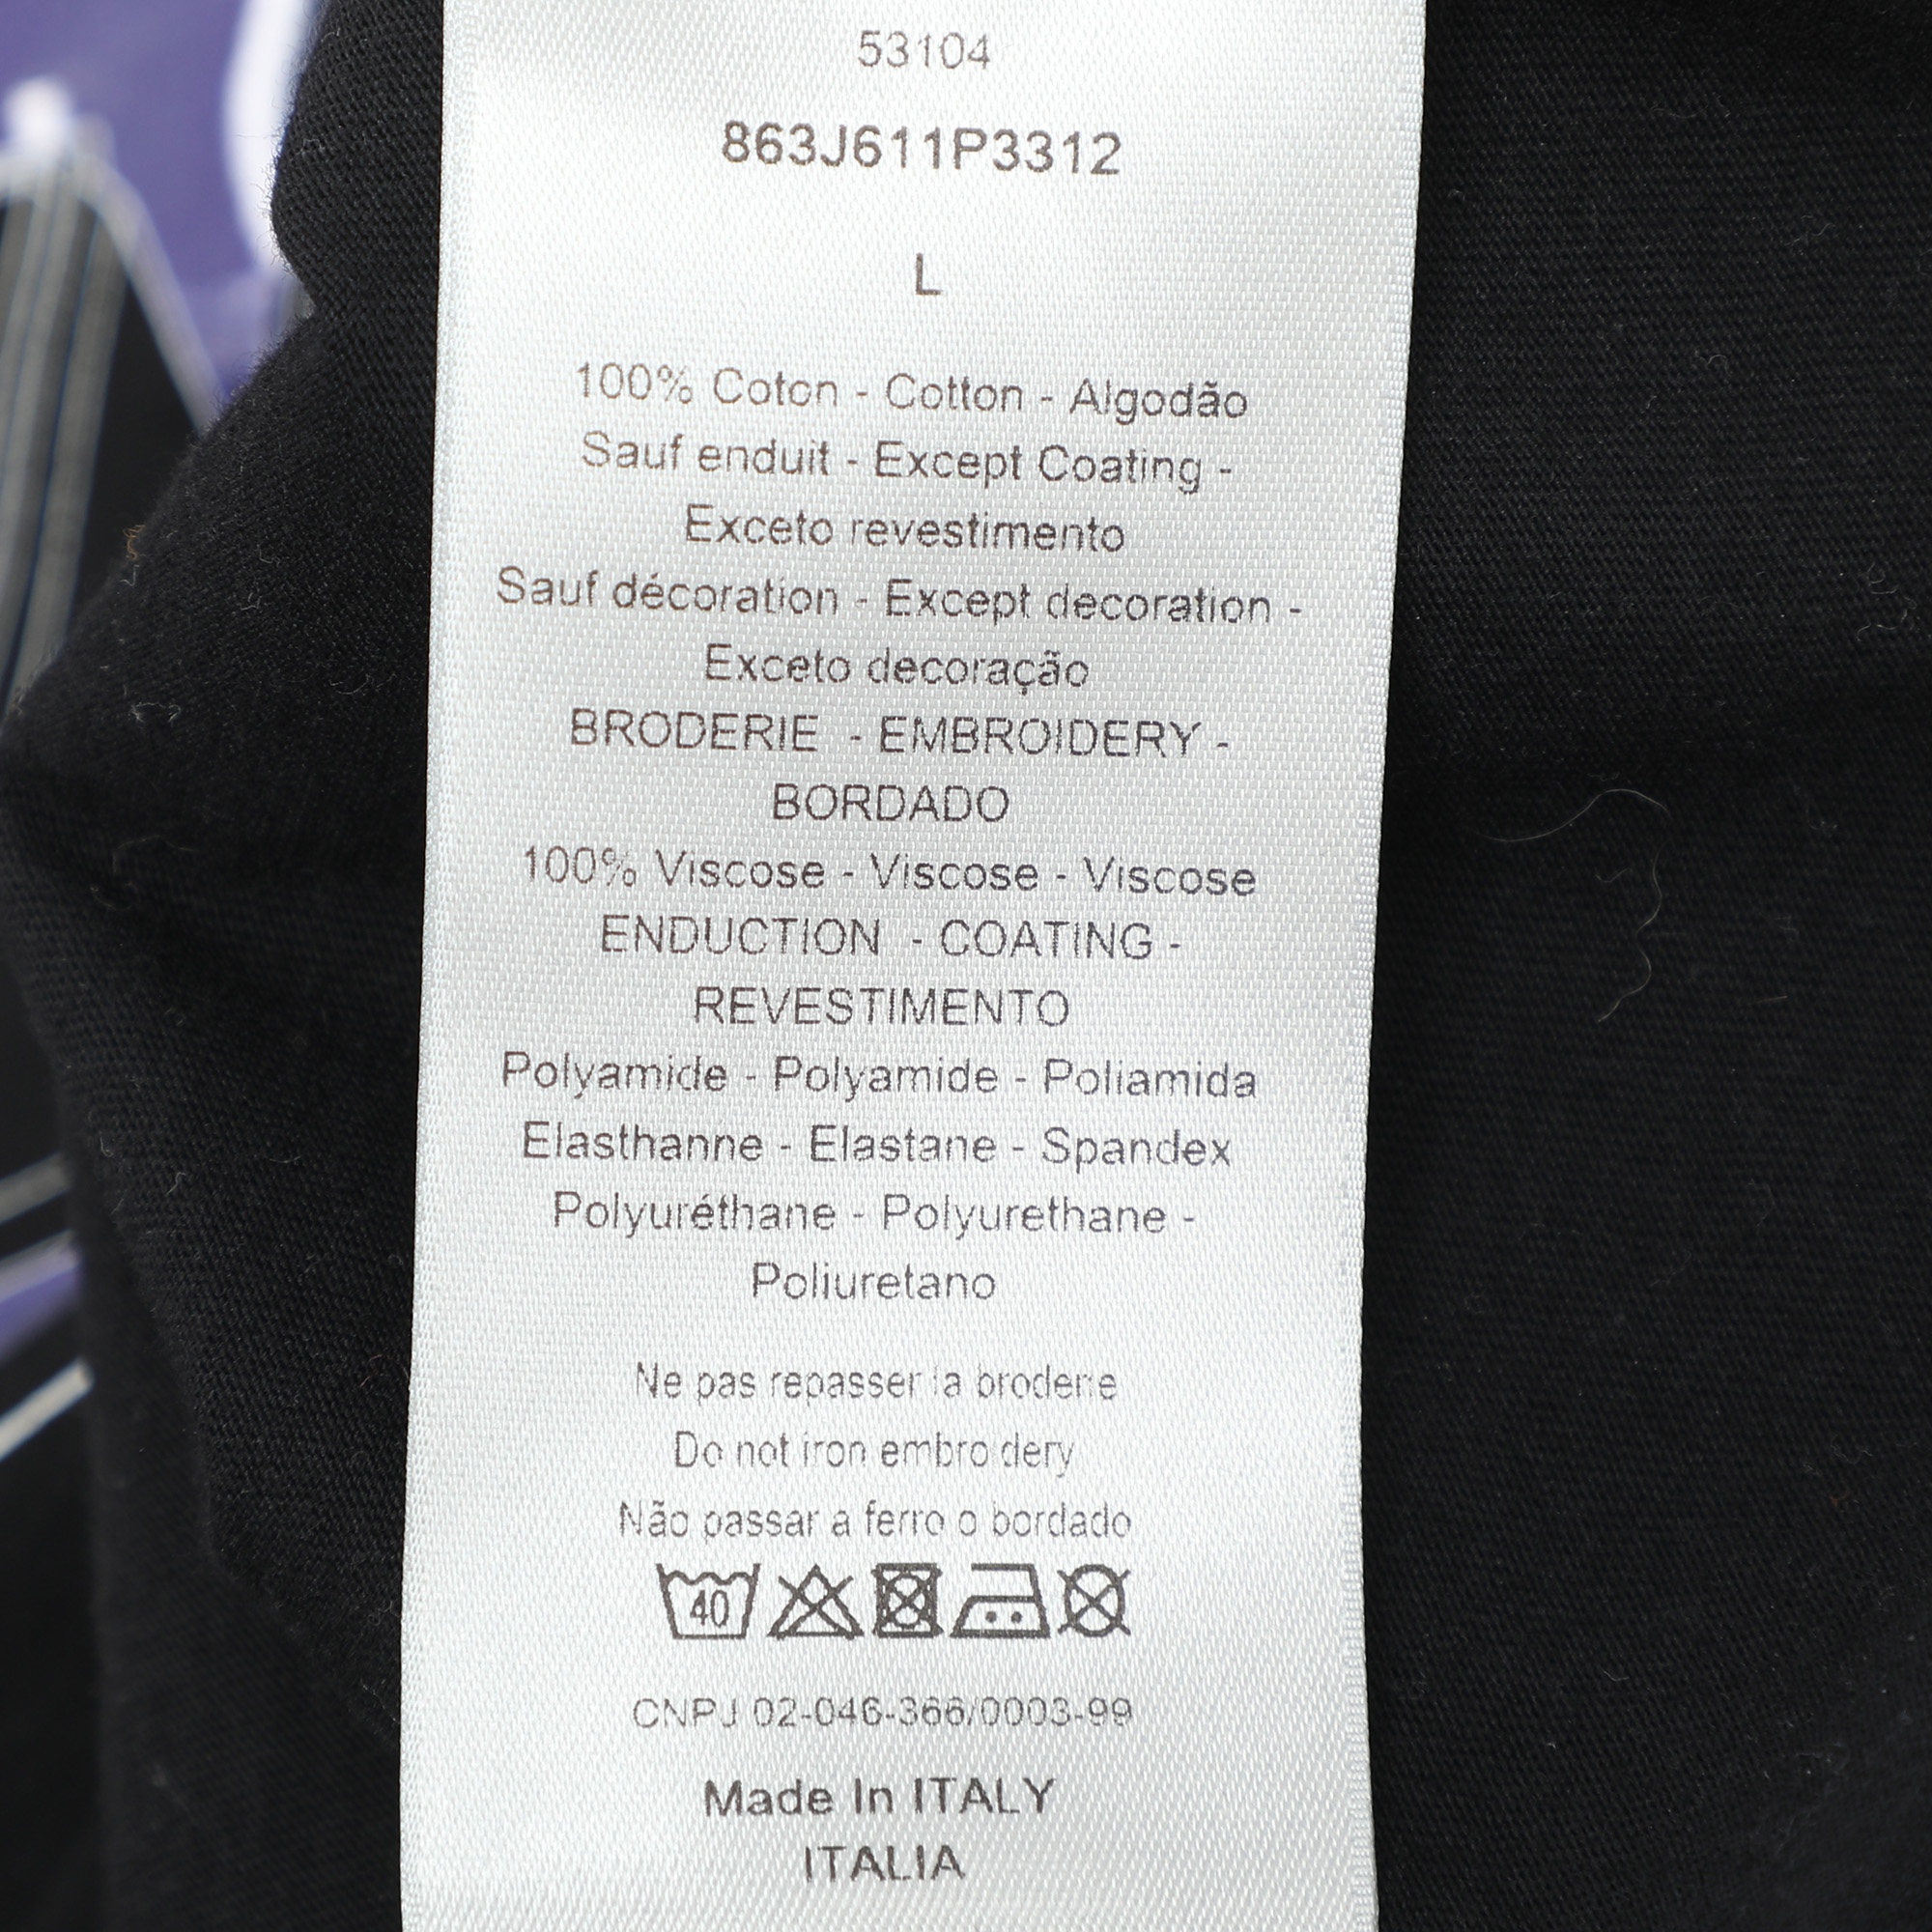 53104
863J611P3312
L
100% Coton - Cotton - Algodão
Sauf enduit - Except Coating -
Exceto revestimento
Sauf décoration - Except decoration -
Exceto decoração
BRODERIE - EMBROIDERY -
BORDADO
100% Viscose - Viscose - Viscose
ENDUCTION - COATING -
REVESTIMENTO
Polyamide - Polyamide - Poliamida
Elasthanne - Elastane - Spandex
Polyuréthane - Polyurethane -
Poliuretano
Ne pas repasser la broderie
Do not iron embroidery
Não passar a ferro o bordado
40
CNPJ 02-046-366/0003-99
Made In ITALY
ITALIA